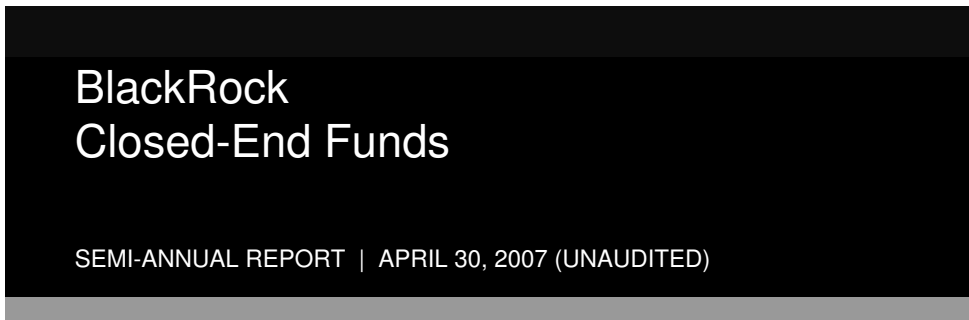 BlackRock
Closed-End Funds
SEMI-ANNUAL REPORT | APRIL 30, 2007 (UNAUDITED)